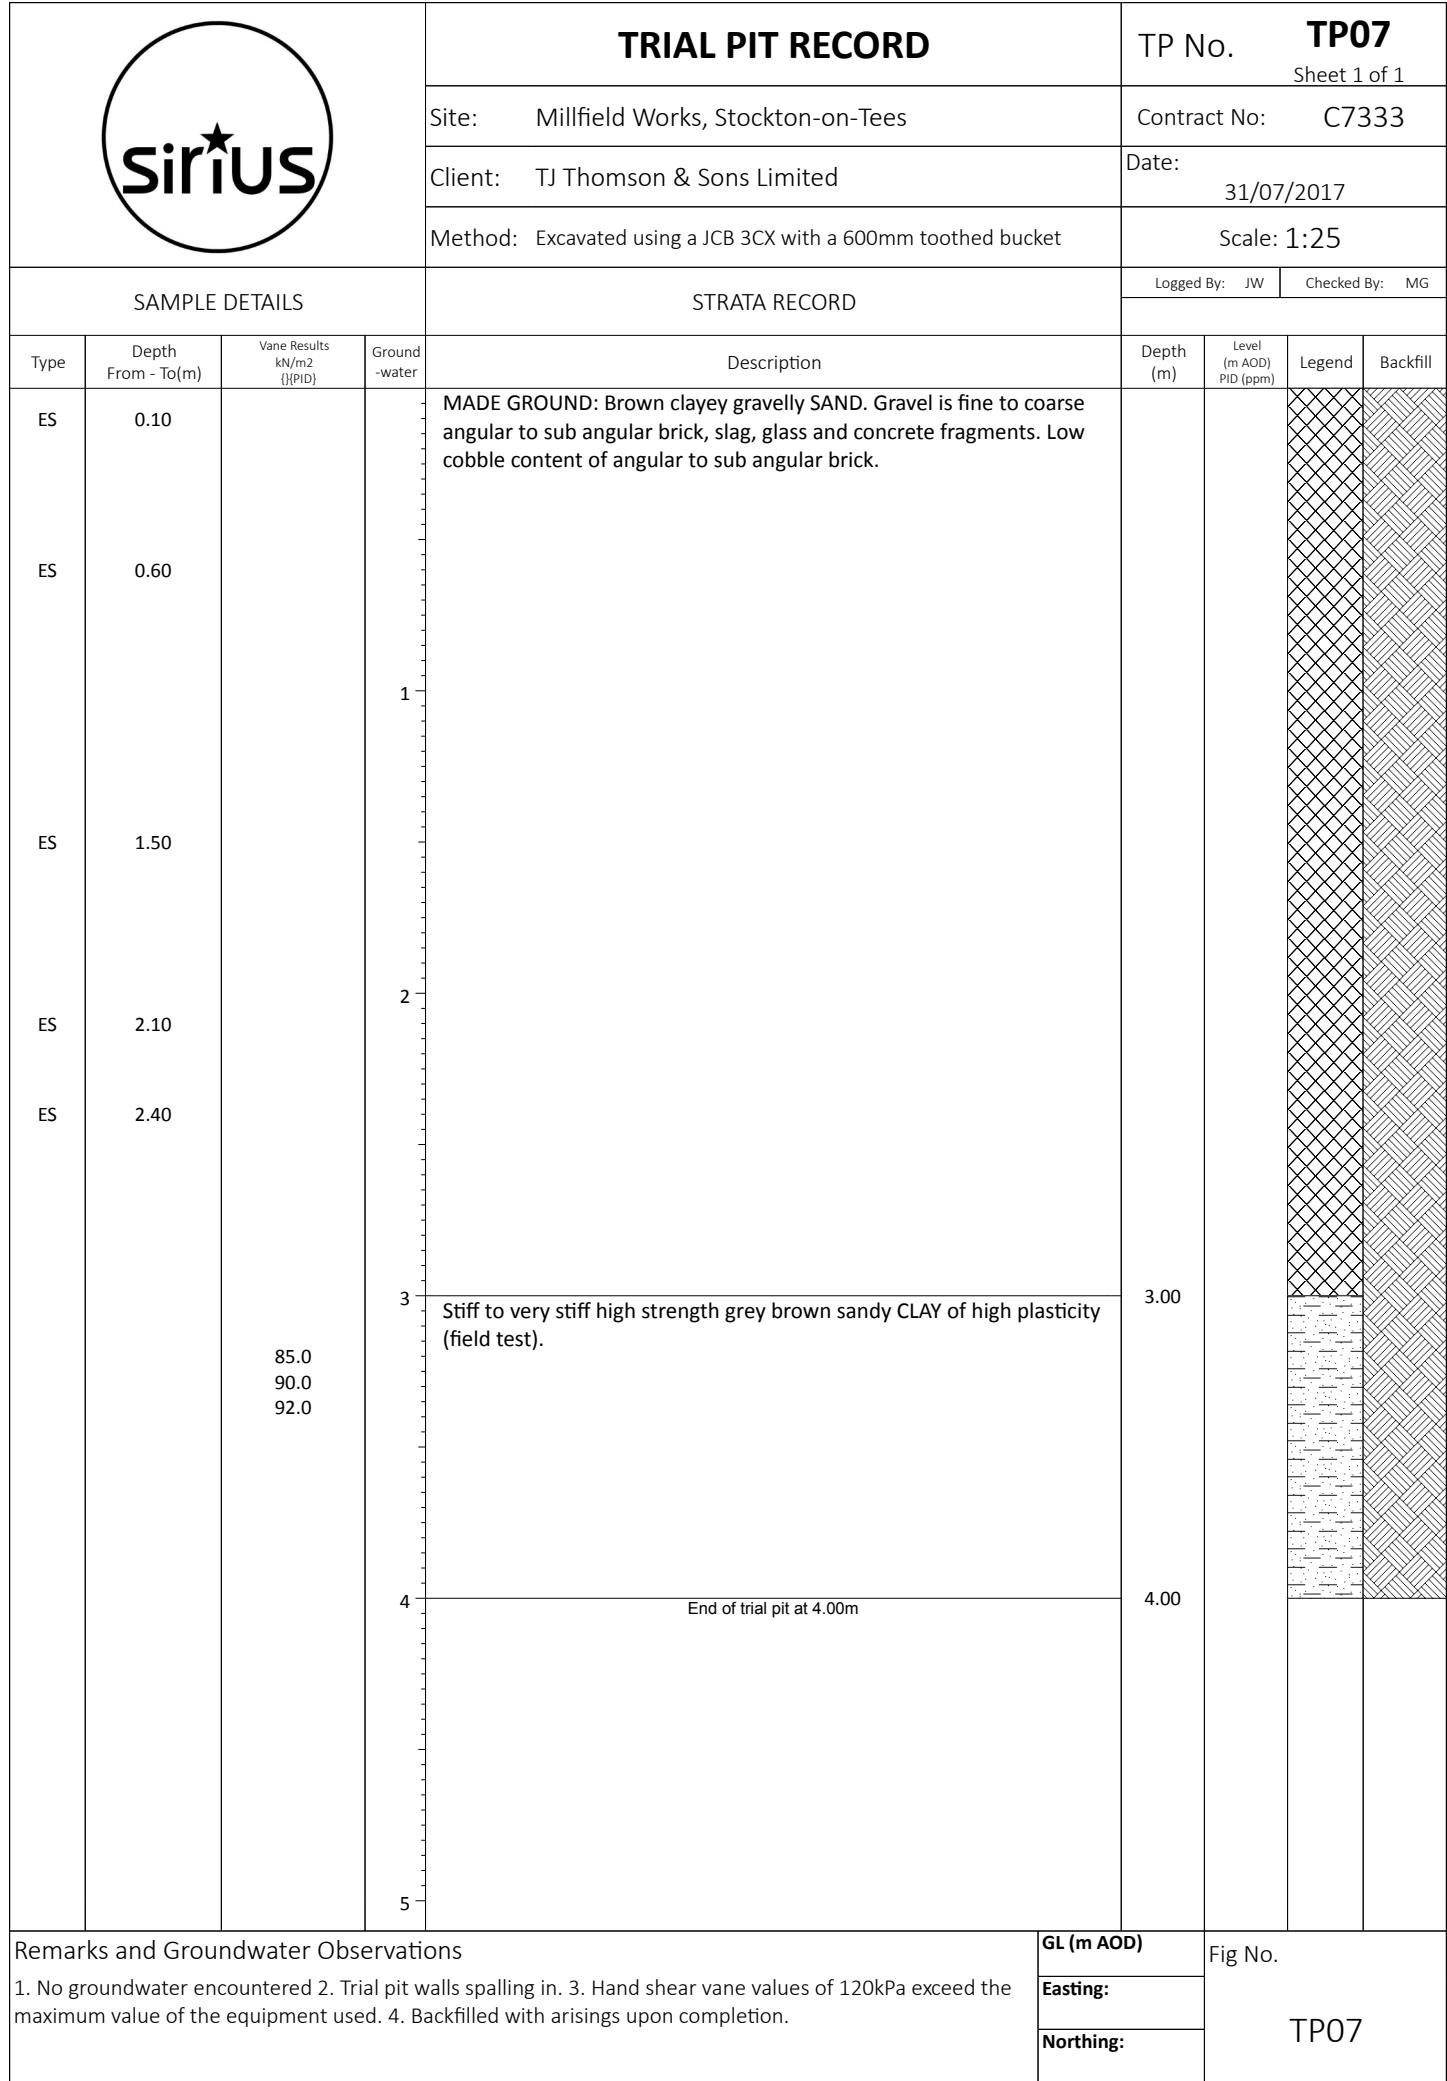 sirius
TRIAL PIT RECORD
TP No. TP07
Sheet 1 of 1
Site: Millfield Works, Stockton-on-Tees
Contract No: C7333
Client: TJ Thomson & Sons Limited
Date:
31/07/2017
Method: Excavated using a JCB 3CX with a 600mm toothed bucket
Scale: 1:25
SAMPLE DETAILS
STRATA RECORD
Logged By: JW Checked By: MG
Type
Depth
From - To(m)
Vane Results
kN/m2
{}{PID}
Ground
-water
Description
Depth
(m)
Level
(m AOD)
PID (ppm)
Legend
Backfill
MADE GROUND: Brown clayey gravelly SAND. Gravel is fine to coarse
angular to sub angular brick, slag, glass and concrete fragments. Low
cobble content of angular to sub angular brick.
ES 0.10
ES 0.60
1
ES 1.50
2
ES 2.10
ES 2.40
3
3.00
Stiff to very stiff high strength grey brown sandy CLAY of high plasticity
(field test).
85.0
90.0
92.0
4
4.00
End of trial pit at 4.00m
5
Remarks and Groundwater Observations
1. No groundwater encountered 2. Trial pit walls spalling in. 3. Hand shear vane values of 120kPa exceed the
maximum value of the equipment used. 4. Backfilled with arisings upon completion.
GL (m AOD)
Easting:
Northing:
Fig No.
TP07